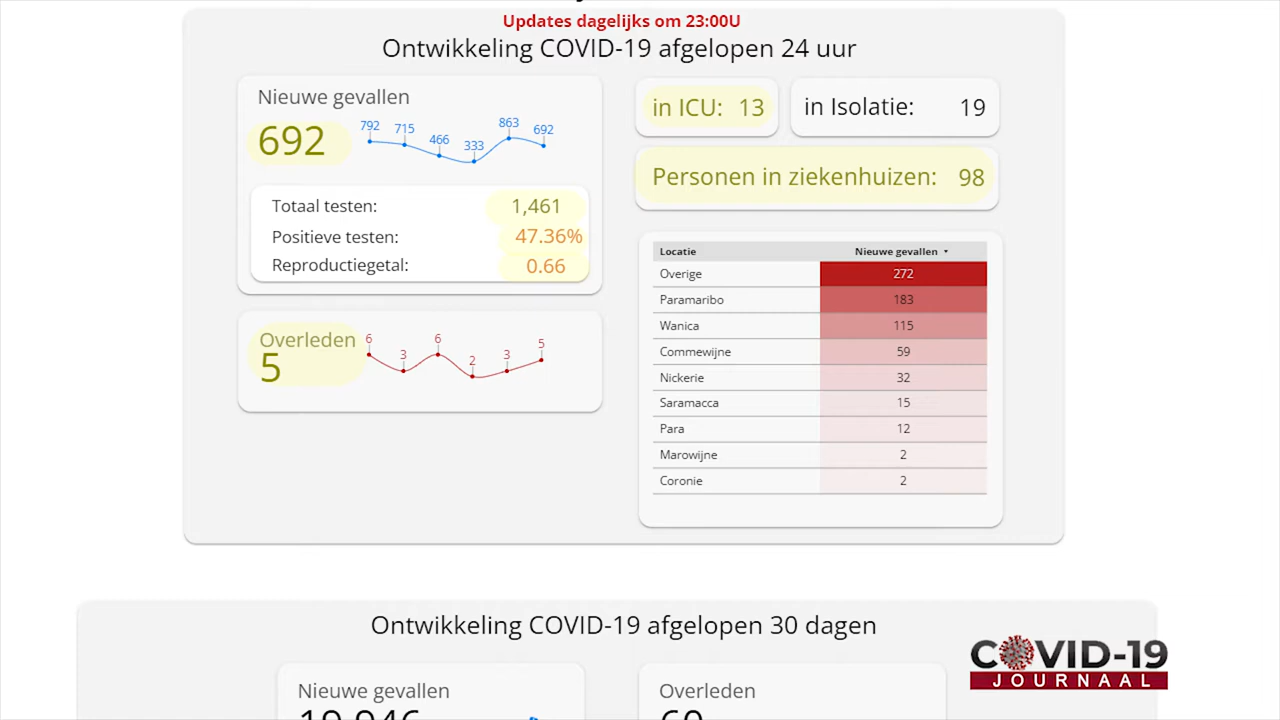 Updates dagelijks om 23:00U
Ontwikkeling COVID-19 afgelopen 24 uur
Nieuwe gevallen
692
792 715 466 333 863 692
Totaal testen: 1,461
Positieve testen: 47.36%
Reproductiegetal: 0.66
Overleden
5
6 3 6 2 3 5
in ICU: 13
in Isolatie: 19
Personen in ziekenhuizen: 98
Locatie Nieuwe gevallen
Overige 272
Paramaribo 183
Wanica 115
Commewijne 59
Nickerie 32
Saramacca 15
Para 12
Marowijne 2
Coronie 2
Ontwikkeling COVID-19 afgelopen 30 dagen
Nieuwe gevallen
19,946
Overleden
COVID-19
JOURNAAL